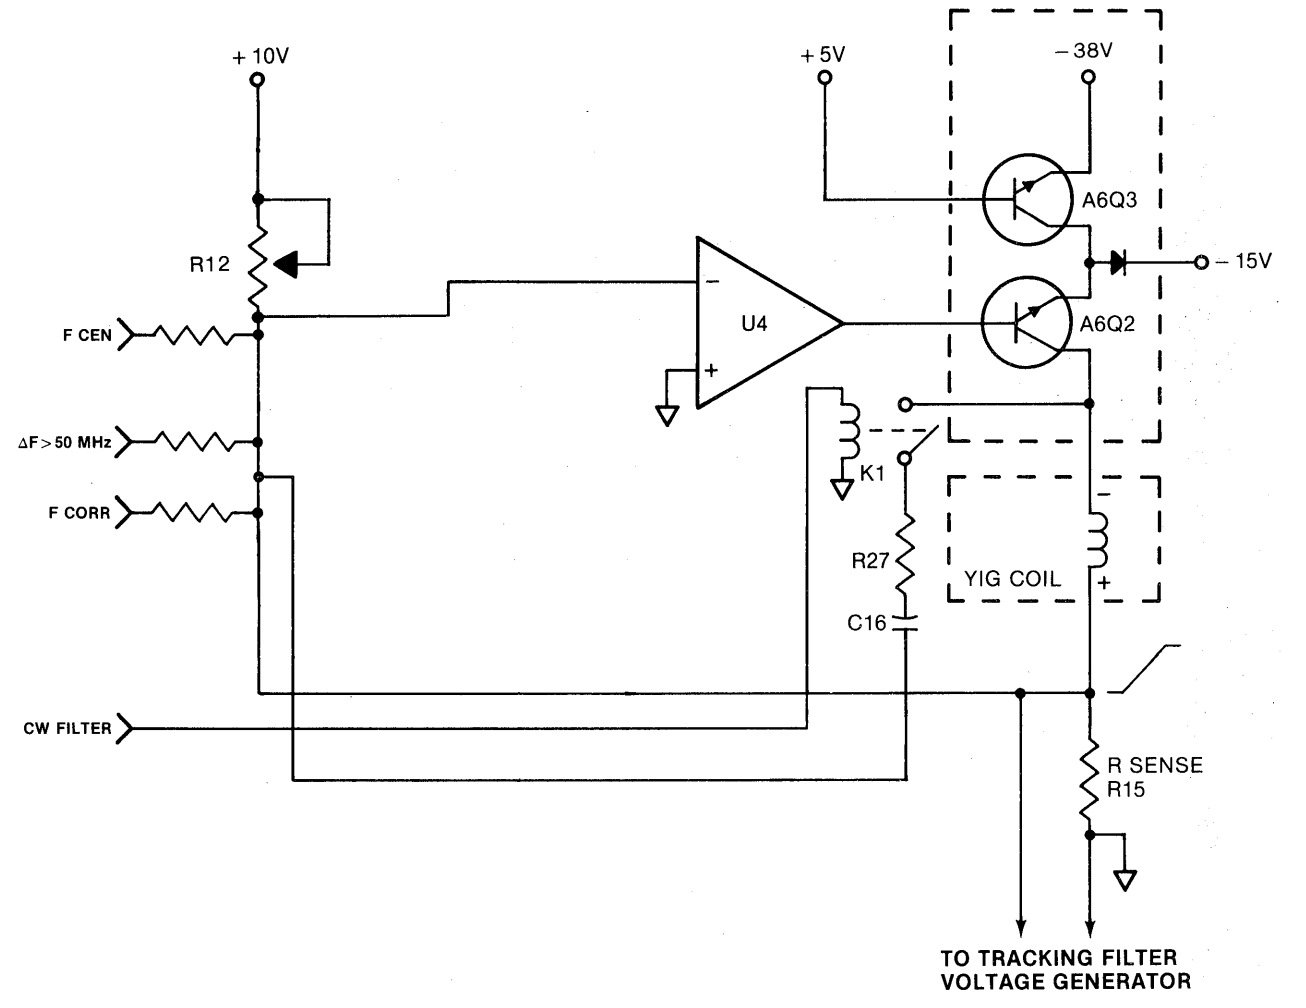 +10V
+5V
−38V
A6Q3
R12
−15V
−
U4
A6Q2
F CEN
+
ΔF>50 MHz
K1
F CORR
−
R27
YIG COIL
+
C16
CW FILTER
R SENSE
R15
TO TRACKING FILTER
VOLTAGE GENERATOR